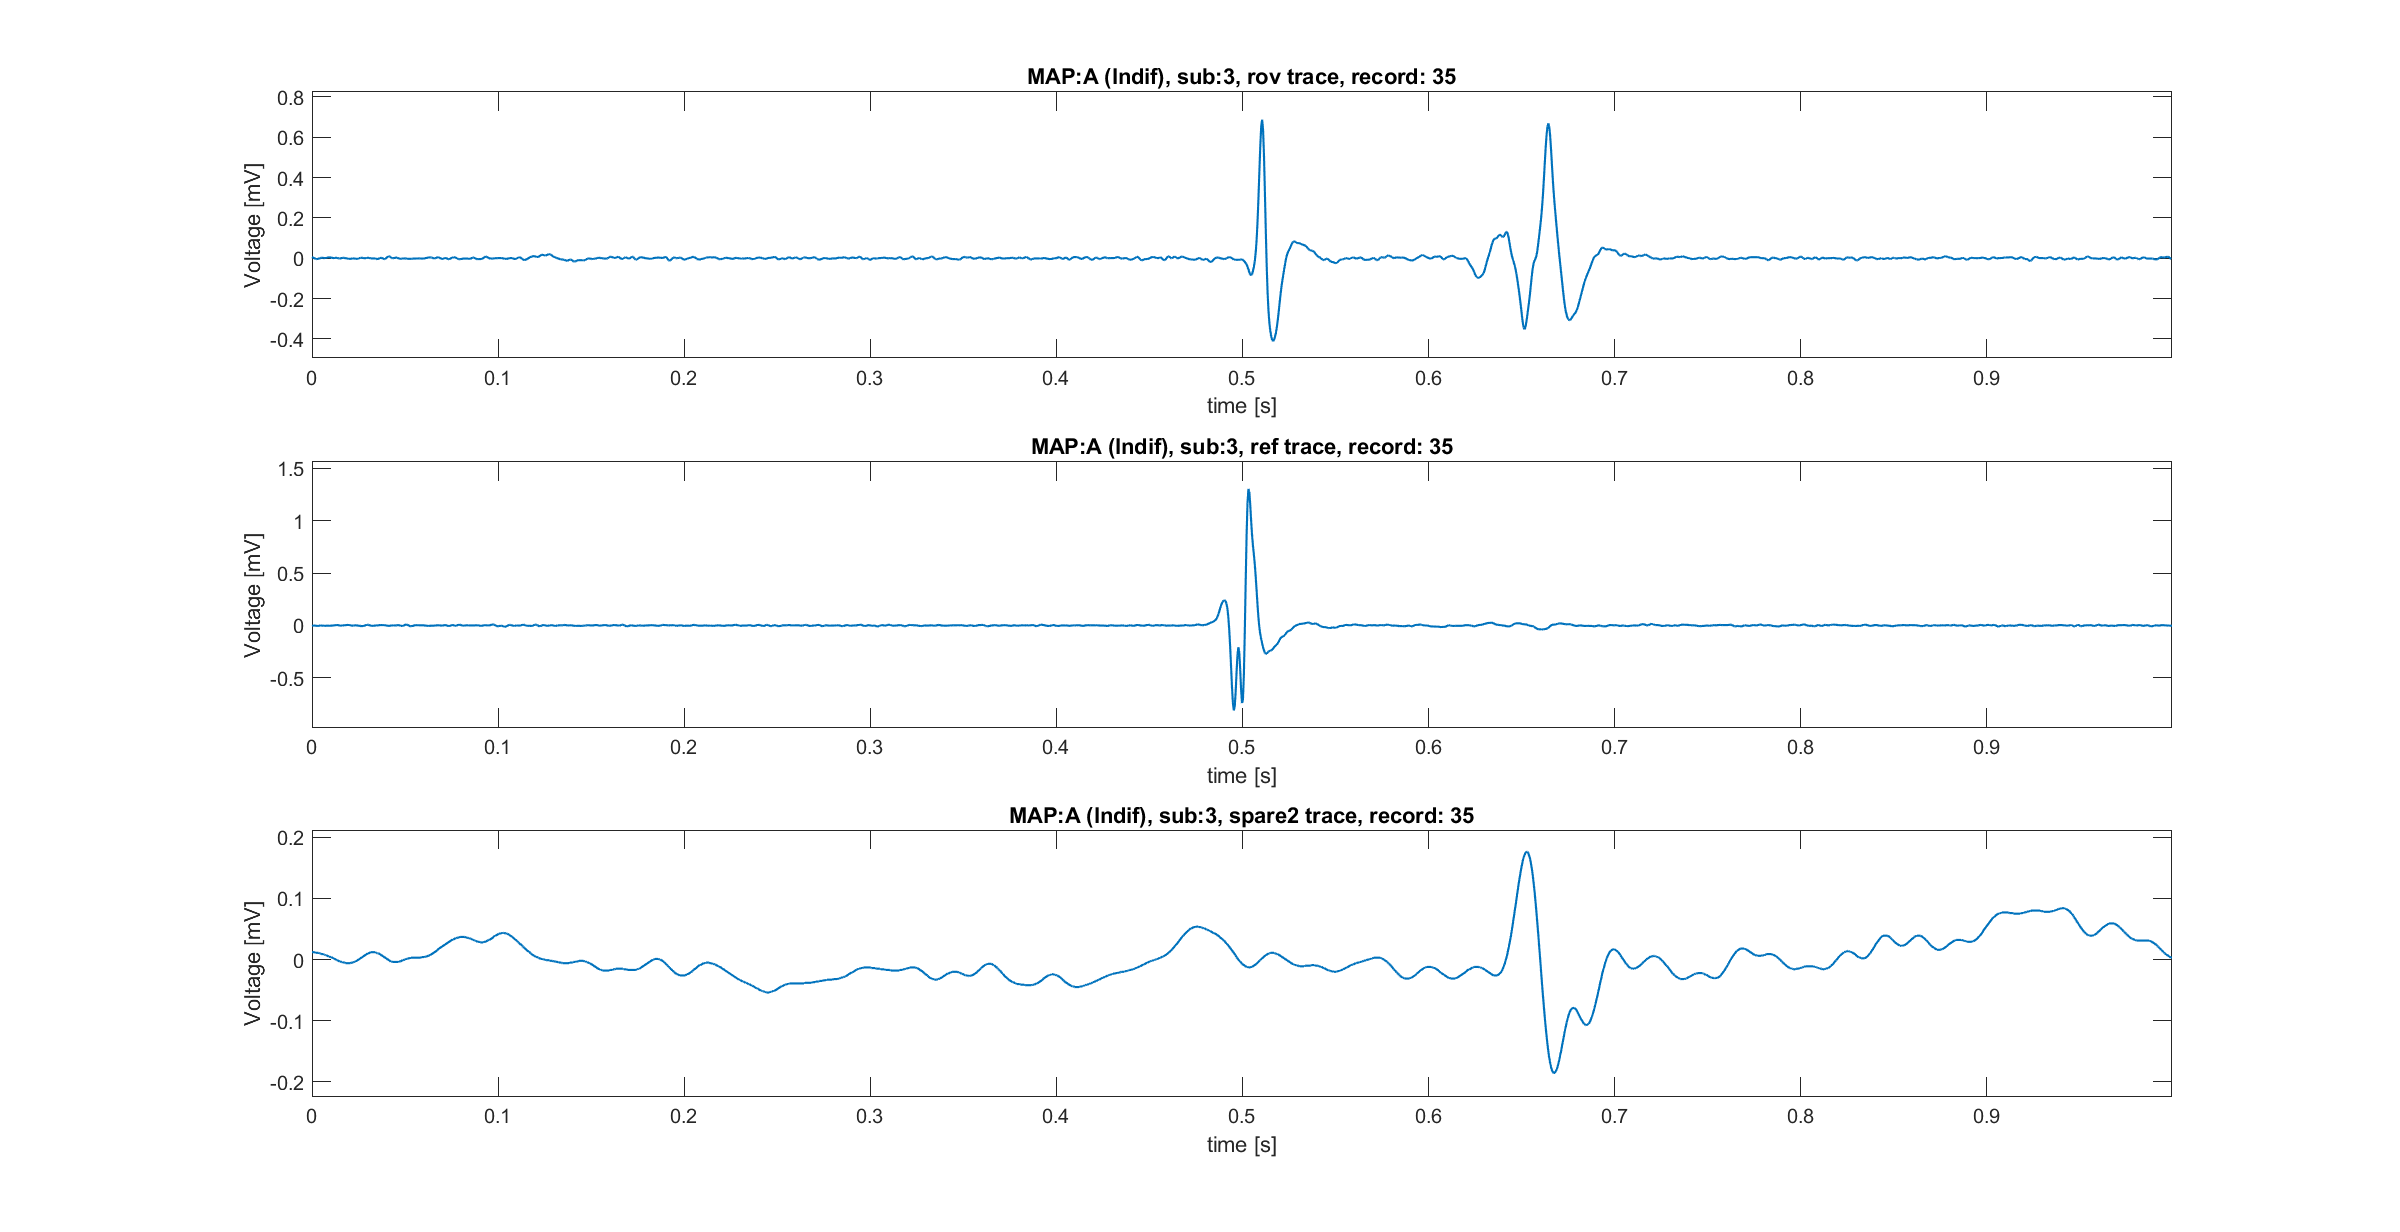 MAP:A (Indif), sub:3, rov trace, record: 35
0.8
0.6
0.4
0.2
0
-0.2
-0.4
Voltage [mV]
0 0.1 0.2 0.3 0.4 0.5 0.6 0.7 0.8 0.9
time [s]
MAP:A (Indif), sub:3, ref trace, record: 35
1.5
1
0.5
0
-0.5
Voltage [mV]
0 0.1 0.2 0.3 0.4 0.5 0.6 0.7 0.8 0.9
time [s]
MAP:A (Indif), sub:3, spare2 trace, record: 35
0.2
0.1
0
-0.1
-0.2
Voltage [mV]
0 0.1 0.2 0.3 0.4 0.5 0.6 0.7 0.8 0.9
time [s]